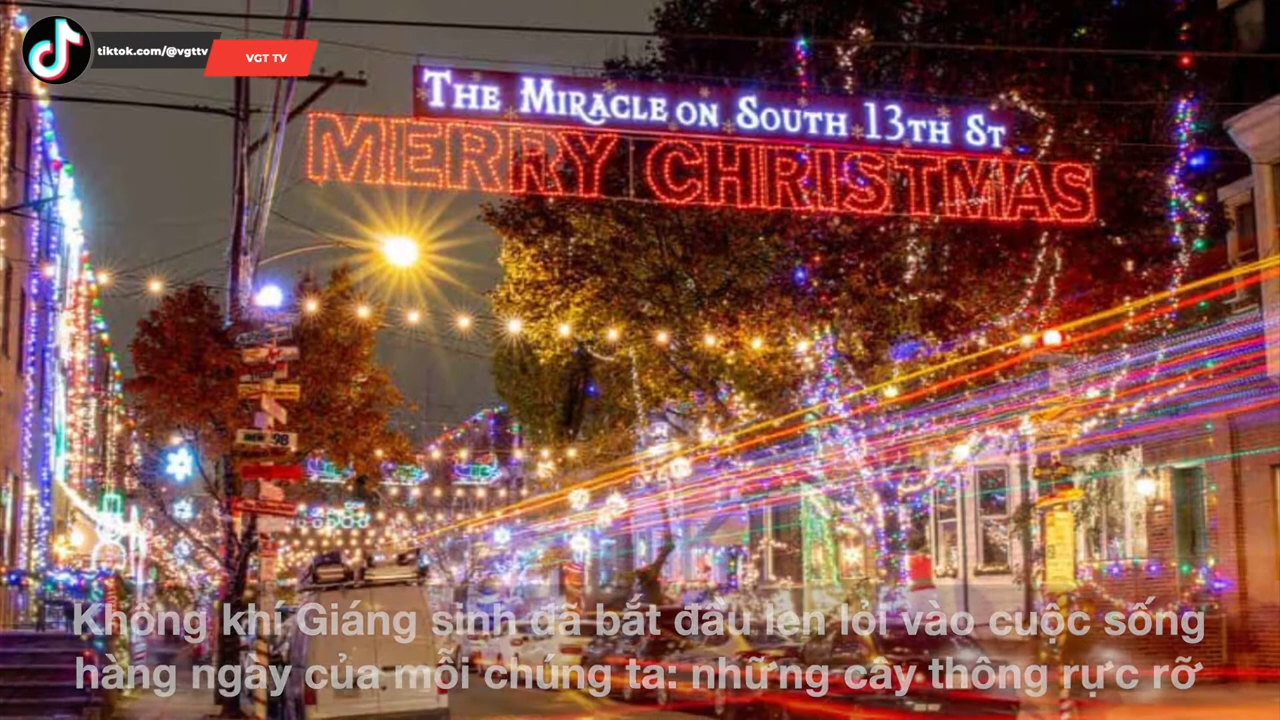 tiktok.com/@vgttv
VGT TV
The Miracle on South 13th St
MERRY CHRISTMAS
Không khí Giáng sinh đã bắt đầu len lỏi vào cuộc sống
hàng ngày của mỗi chúng ta: những cây thông rực rỡ